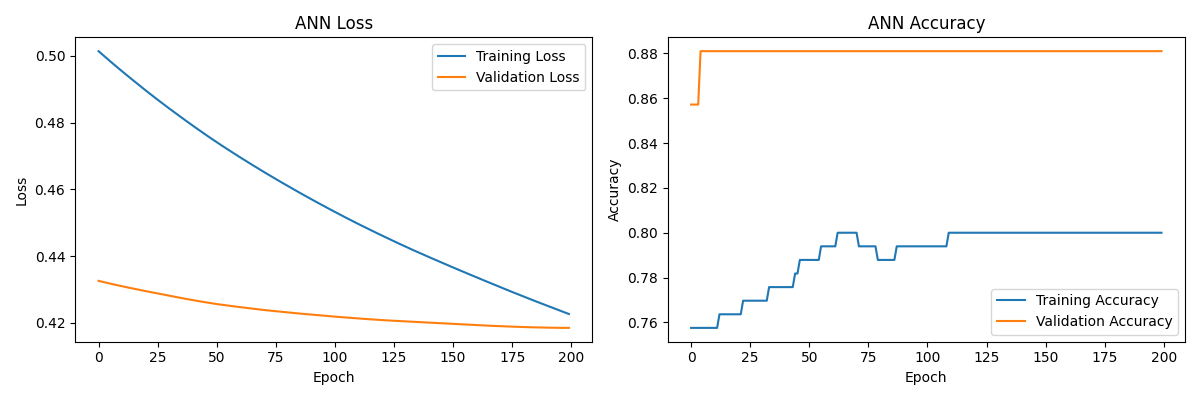 ANN Loss
0.50
0.48
0.46
0.44
0.42
Loss
Training Loss
Validation Loss
0 25 50 75 100 125 150 175 200
Epoch
ANN Accuracy
0.88
0.86
0.84
0.82
0.80
0.78
0.76
Accuracy
Training Accuracy
Validation Accuracy
0 25 50 75 100 125 150 175 200
Epoch